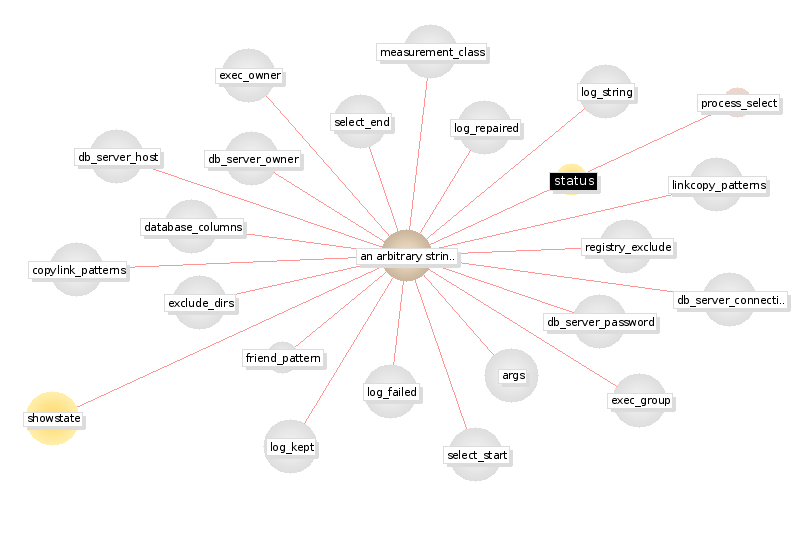 measurement_class
exec_owner
log_string
process_select
select_end
log_repaired
db_server_host
db_server_owner
status
linkcopy_patterns
database_columns
registry_exclude
an arbitrary strin..
copylink_patterns
exclude_dirs
db_server_connecti..
db_server_password
friend_pattern
args
log_failed
exec_group
showstate
log_kept
select_start